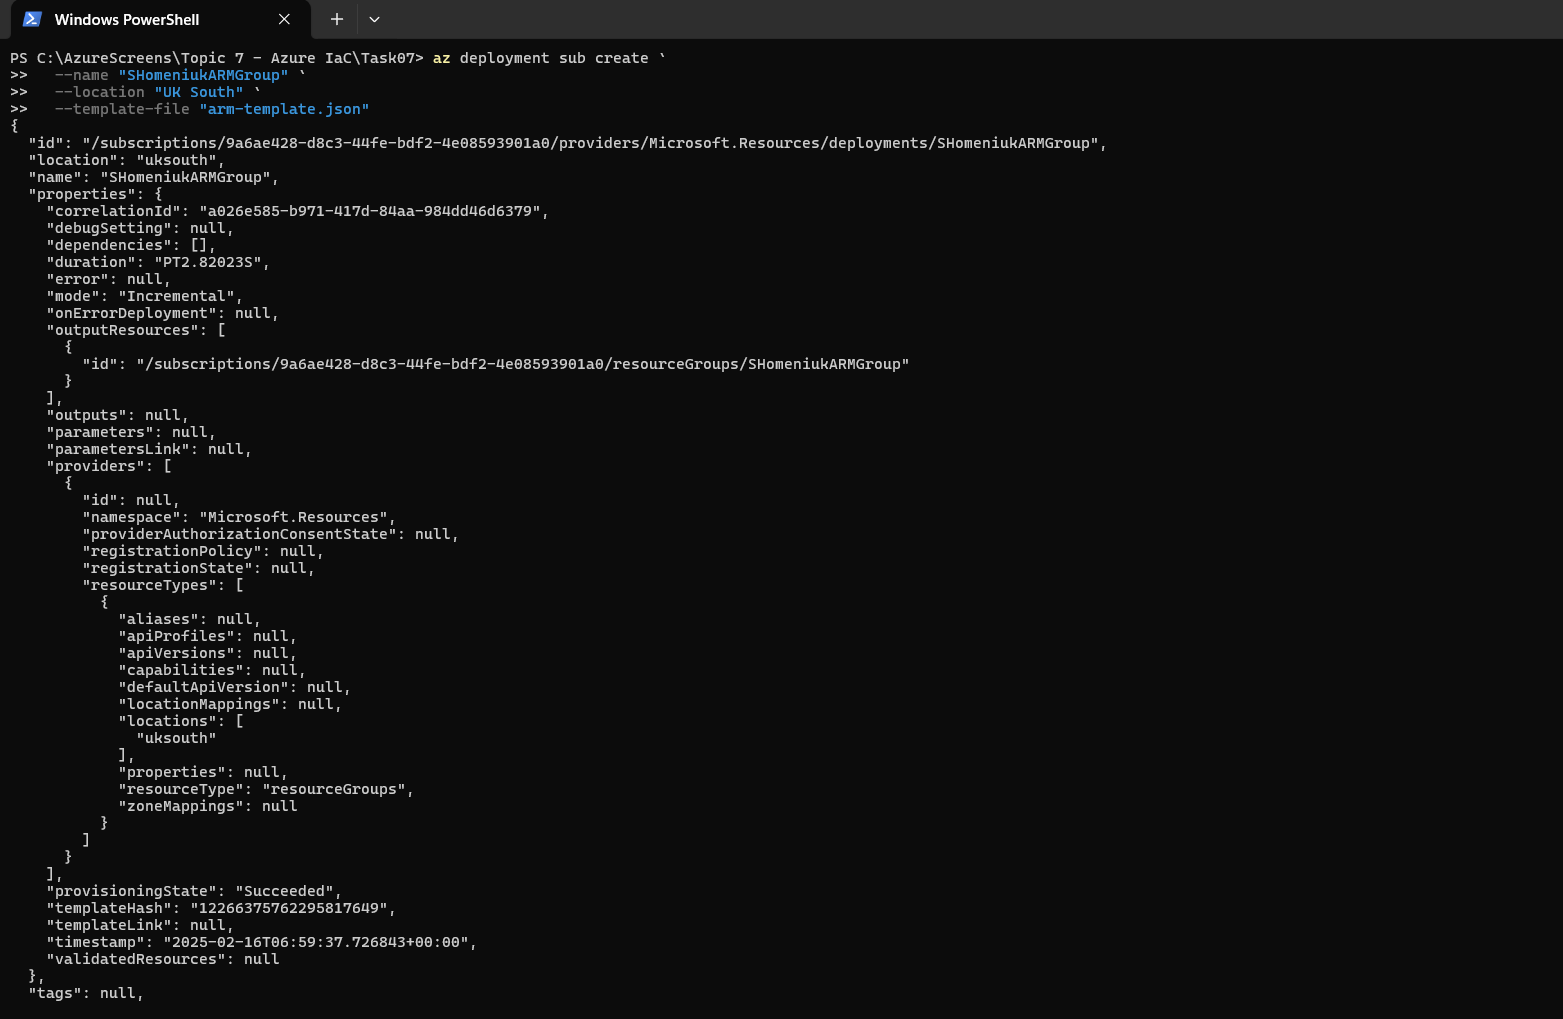 Windows PowerShell
PS C:\AzureScreens\Topic 7 - Azure IaC\Task07> az deployment sub create `
>>   --name "SHomeniukARMGroup" `
>>   --location "UK South" `
>>   --template-file "arm-template.json"
{
  "id": "/subscriptions/9a6ae428-d8c3-44fe-bdf2-4e08593901a0/providers/Microsoft.Resources/deployments/SHomeniukARMGroup",
  "location": "uksouth",
  "name": "SHomeniukARMGroup",
  "properties": {
    "correlationId": "a026e585-b971-417d-84aa-984dd46d6379",
    "debugSetting": null,
    "dependencies": [],
    "duration": "PT2.82023S",
    "error": null,
    "mode": "Incremental",
    "onErrorDeployment": null,
    "outputResources": [
      {
        "id": "/subscriptions/9a6ae428-d8c3-44fe-bdf2-4e08593901a0/resourceGroups/SHomeniukARMGroup"
      }
    ],
    "outputs": null,
    "parameters": null,
    "parametersLink": null,
    "providers": [
      {
        "id": null,
        "namespace": "Microsoft.Resources",
        "providerAuthorizationConsentState": null,
        "registrationPolicy": null,
        "registrationState": null,
        "resourceTypes": [
          {
            "aliases": null,
            "apiProfiles": null,
            "apiVersions": null,
            "capabilities": null,
            "defaultApiVersion": null,
            "locationMappings": null,
            "locations": [
              "uksouth"
            ],
            "properties": null,
            "resourceType": "resourceGroups",
            "zoneMappings": null
          }
        ]
      }
    ],
    "provisioningState": "Succeeded",
    "templateHash": "12266375762295817649",
    "templateLink": null,
    "timestamp": "2025-02-16T06:59:37.726843+00:00",
    "validatedResources": null
  },
  "tags": null,